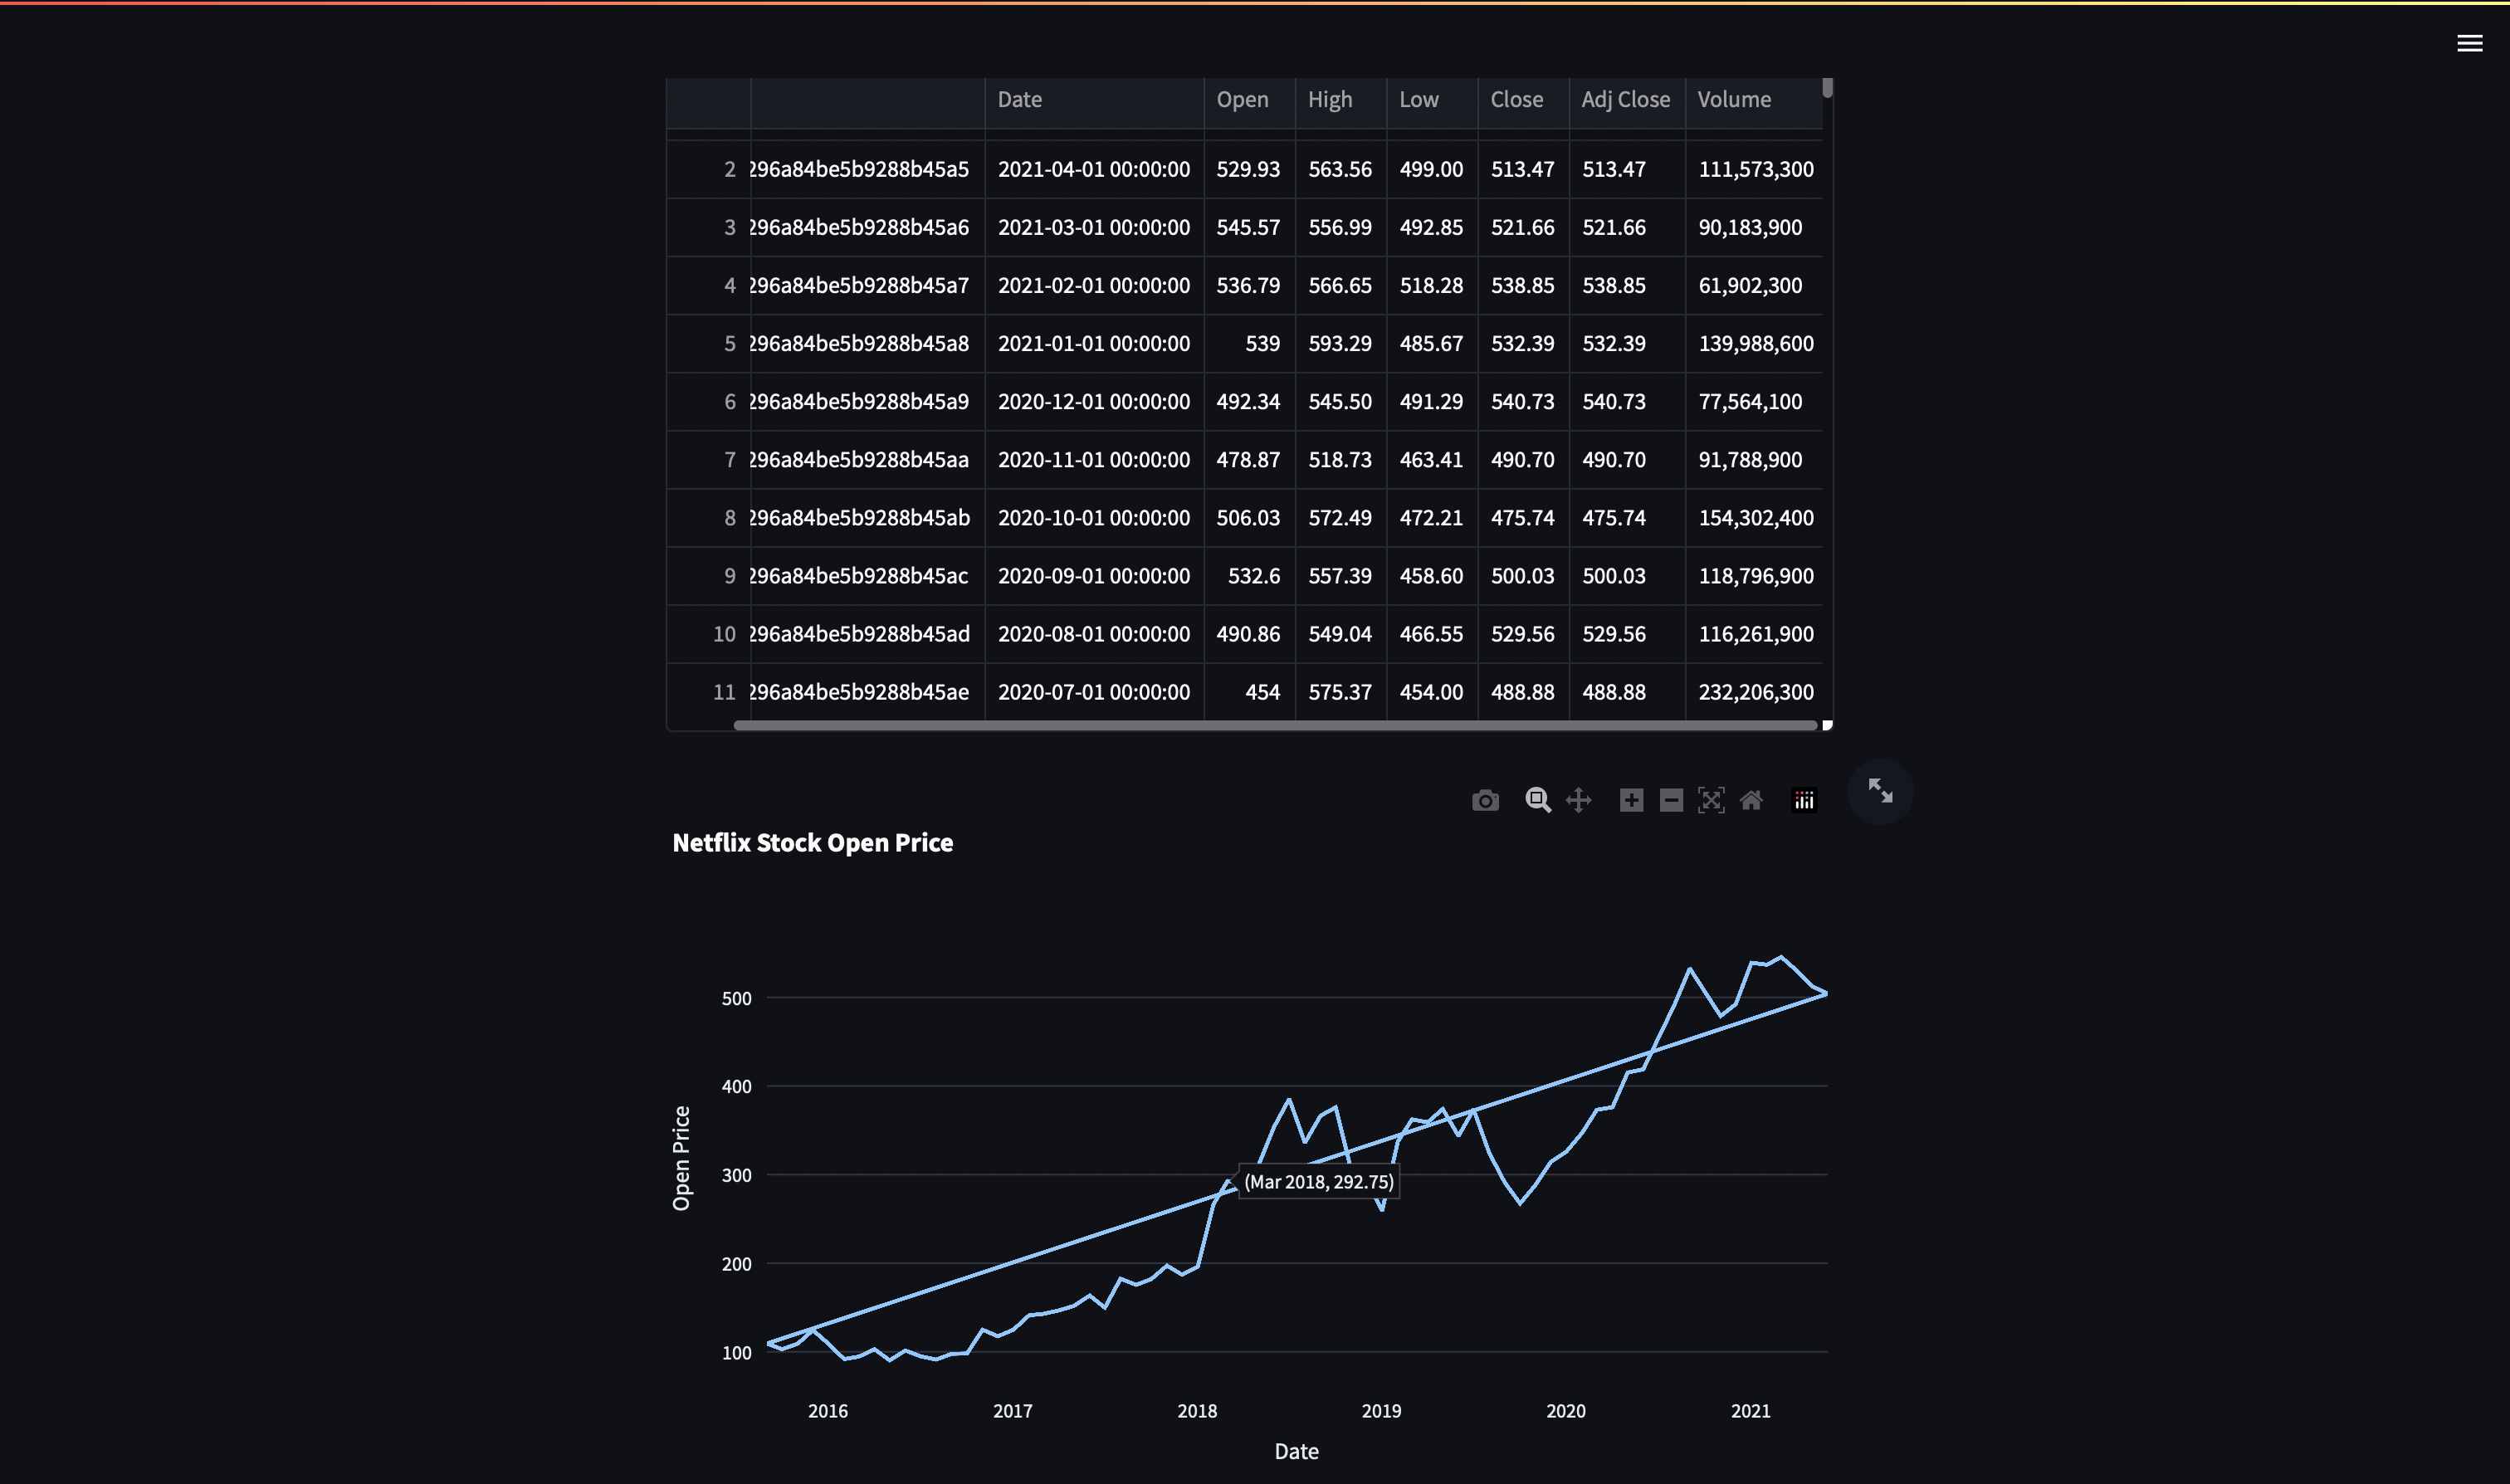 Date Open High Low Close Adj Close Volume
2 296a84be5b9288b45a5 2021-04-01 00:00:00 529.93 563.56 499.00 513.47 513.47 111,573,300
3 296a84be5b9288b45a6 2021-03-01 00:00:00 545.57 556.99 492.85 521.66 521.66 90,183,900
4 296a84be5b9288b45a7 2021-02-01 00:00:00 536.79 566.65 518.28 538.85 538.85 61,902,300
5 296a84be5b9288b45a8 2021-01-01 00:00:00 539 593.29 485.67 532.39 532.39 139,988,600
6 296a84be5b9288b45a9 2020-12-01 00:00:00 492.34 545.50 491.29 540.73 540.73 77,564,100
7 296a84be5b9288b45aa 2020-11-01 00:00:00 478.87 518.73 463.41 490.70 490.70 91,788,900
8 296a84be5b9288b45ab 2020-10-01 00:00:00 506.03 572.49 472.21 475.74 475.74 154,302,400
9 296a84be5b9288b45ac 2020-09-01 00:00:00 532.6 557.39 458.60 500.03 500.03 118,796,900
10 296a84be5b9288b45ad 2020-08-01 00:00:00 490.86 549.04 466.55 529.56 529.56 116,261,900
11 296a84be5b9288b45ae 2020-07-01 00:00:00 454 575.37 454.00 488.88 488.88 232,206,300
Netflix Stock Open Price
500
400
300
200
100
Open Price
(Mar 2018, 292.75)
2016 2017 2018 2019 2020 2021
Date